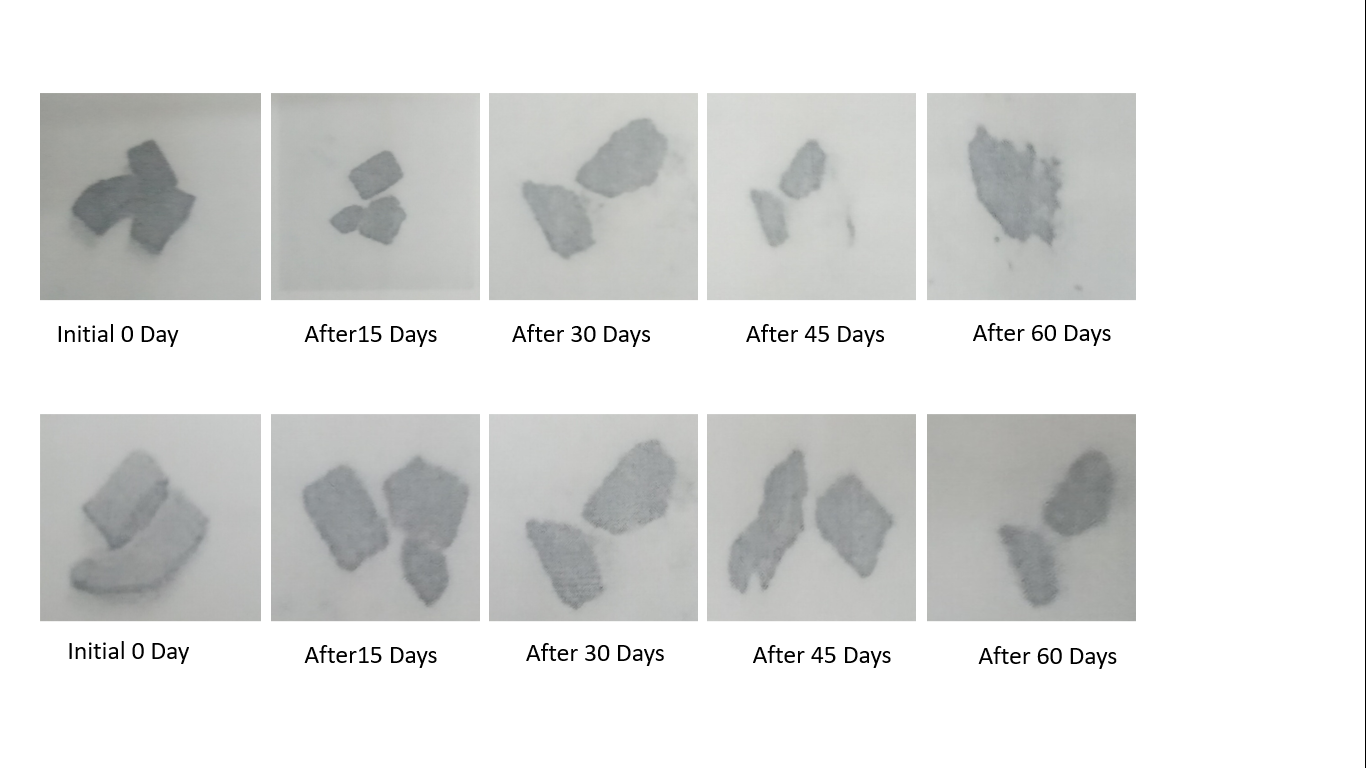 Initial 0 Day
After15 Days
After 30 Days
After 45 Days
After 60 Days
Initial 0 Day
After15 Days
After 30 Days
After 45 Days
After 60 Days